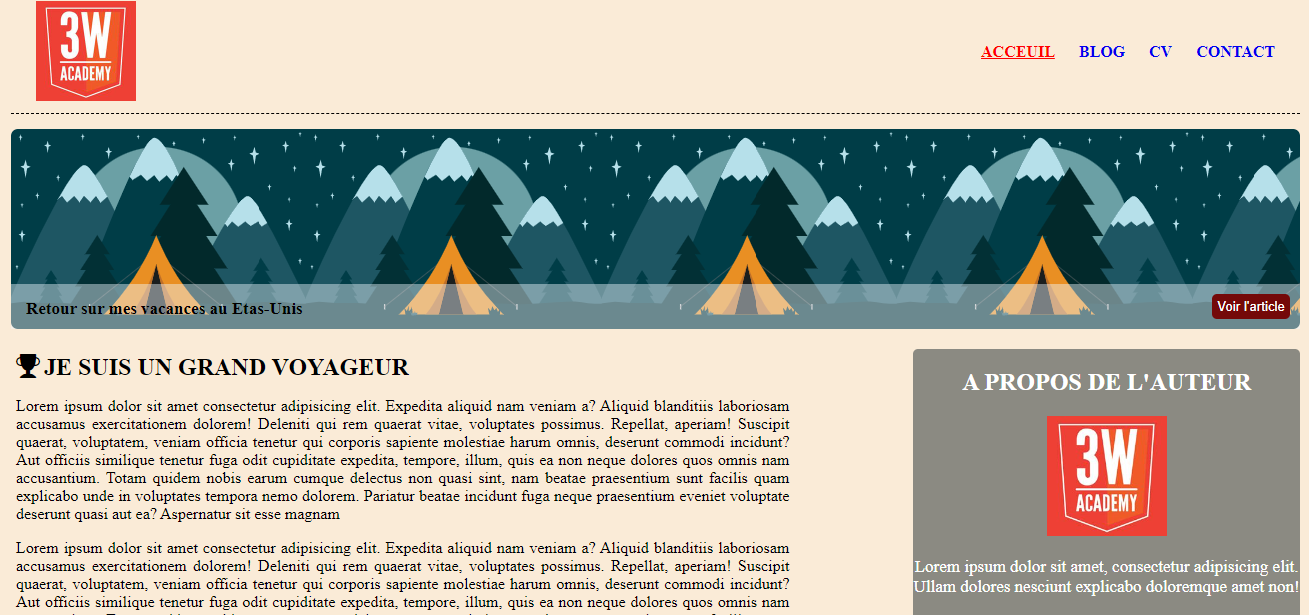 3W
ACADEMY
ACCEUIL BLOG CV CONTACT
Retour sur mes vacances au Etas-Unis
Voir l'article
JE SUIS UN GRAND VOYAGEUR
Lorem ipsum dolor sit amet consectetur adipisicing elit. Expedita aliquid nam veniam a? Aliquid blanditiis laboriosam
accusamus exercitationem dolorem! Deleniti qui rem quaerat vitae, voluptates possimus. Repellat, aperiam! Suscipit
quaerat, voluptatem, veniam officia tenetur qui corporis sapiente molestiae harum omnis, deserunt commodi incidunt?
Aut officiis similique tenetur fuga odit cupiditate expedita, tempore, illum, quis ea non neque dolores quos omnis nam
accusantium. Totam quidem nobis earum cumque delectus non quasi sint, nam beatae praesentium sunt facilis quam
explicabo unde in voluptates tempora nemo dolorem. Pariatur beatae incidunt fuga neque praesentium eveniet voluptate
deserunt quasi aut ea? Aspernatur sit esse magnam
Lorem ipsum dolor sit amet consectetur adipisicing elit. Expedita aliquid nam veniam a? Aliquid blanditiis laboriosam
accusamus exercitationem dolorem! Deleniti qui rem quaerat vitae, voluptates possimus. Repellat, aperiam! Suscipit
quaerat, voluptatem, veniam officia tenetur qui corporis sapiente molestiae harum omnis, deserunt commodi incidunt?
Aut officiis similique tenetur fuga odit cupiditate expedita, tempore, illum, quis ea non neque dolores quos omnis nam
A PROPOS DE L'AUTEUR
3W
ACADEMY
Lorem ipsum dolor sit amet, consectetur adipisicing elit.
Ullam dolores nesciunt explicabo doloremque amet non!